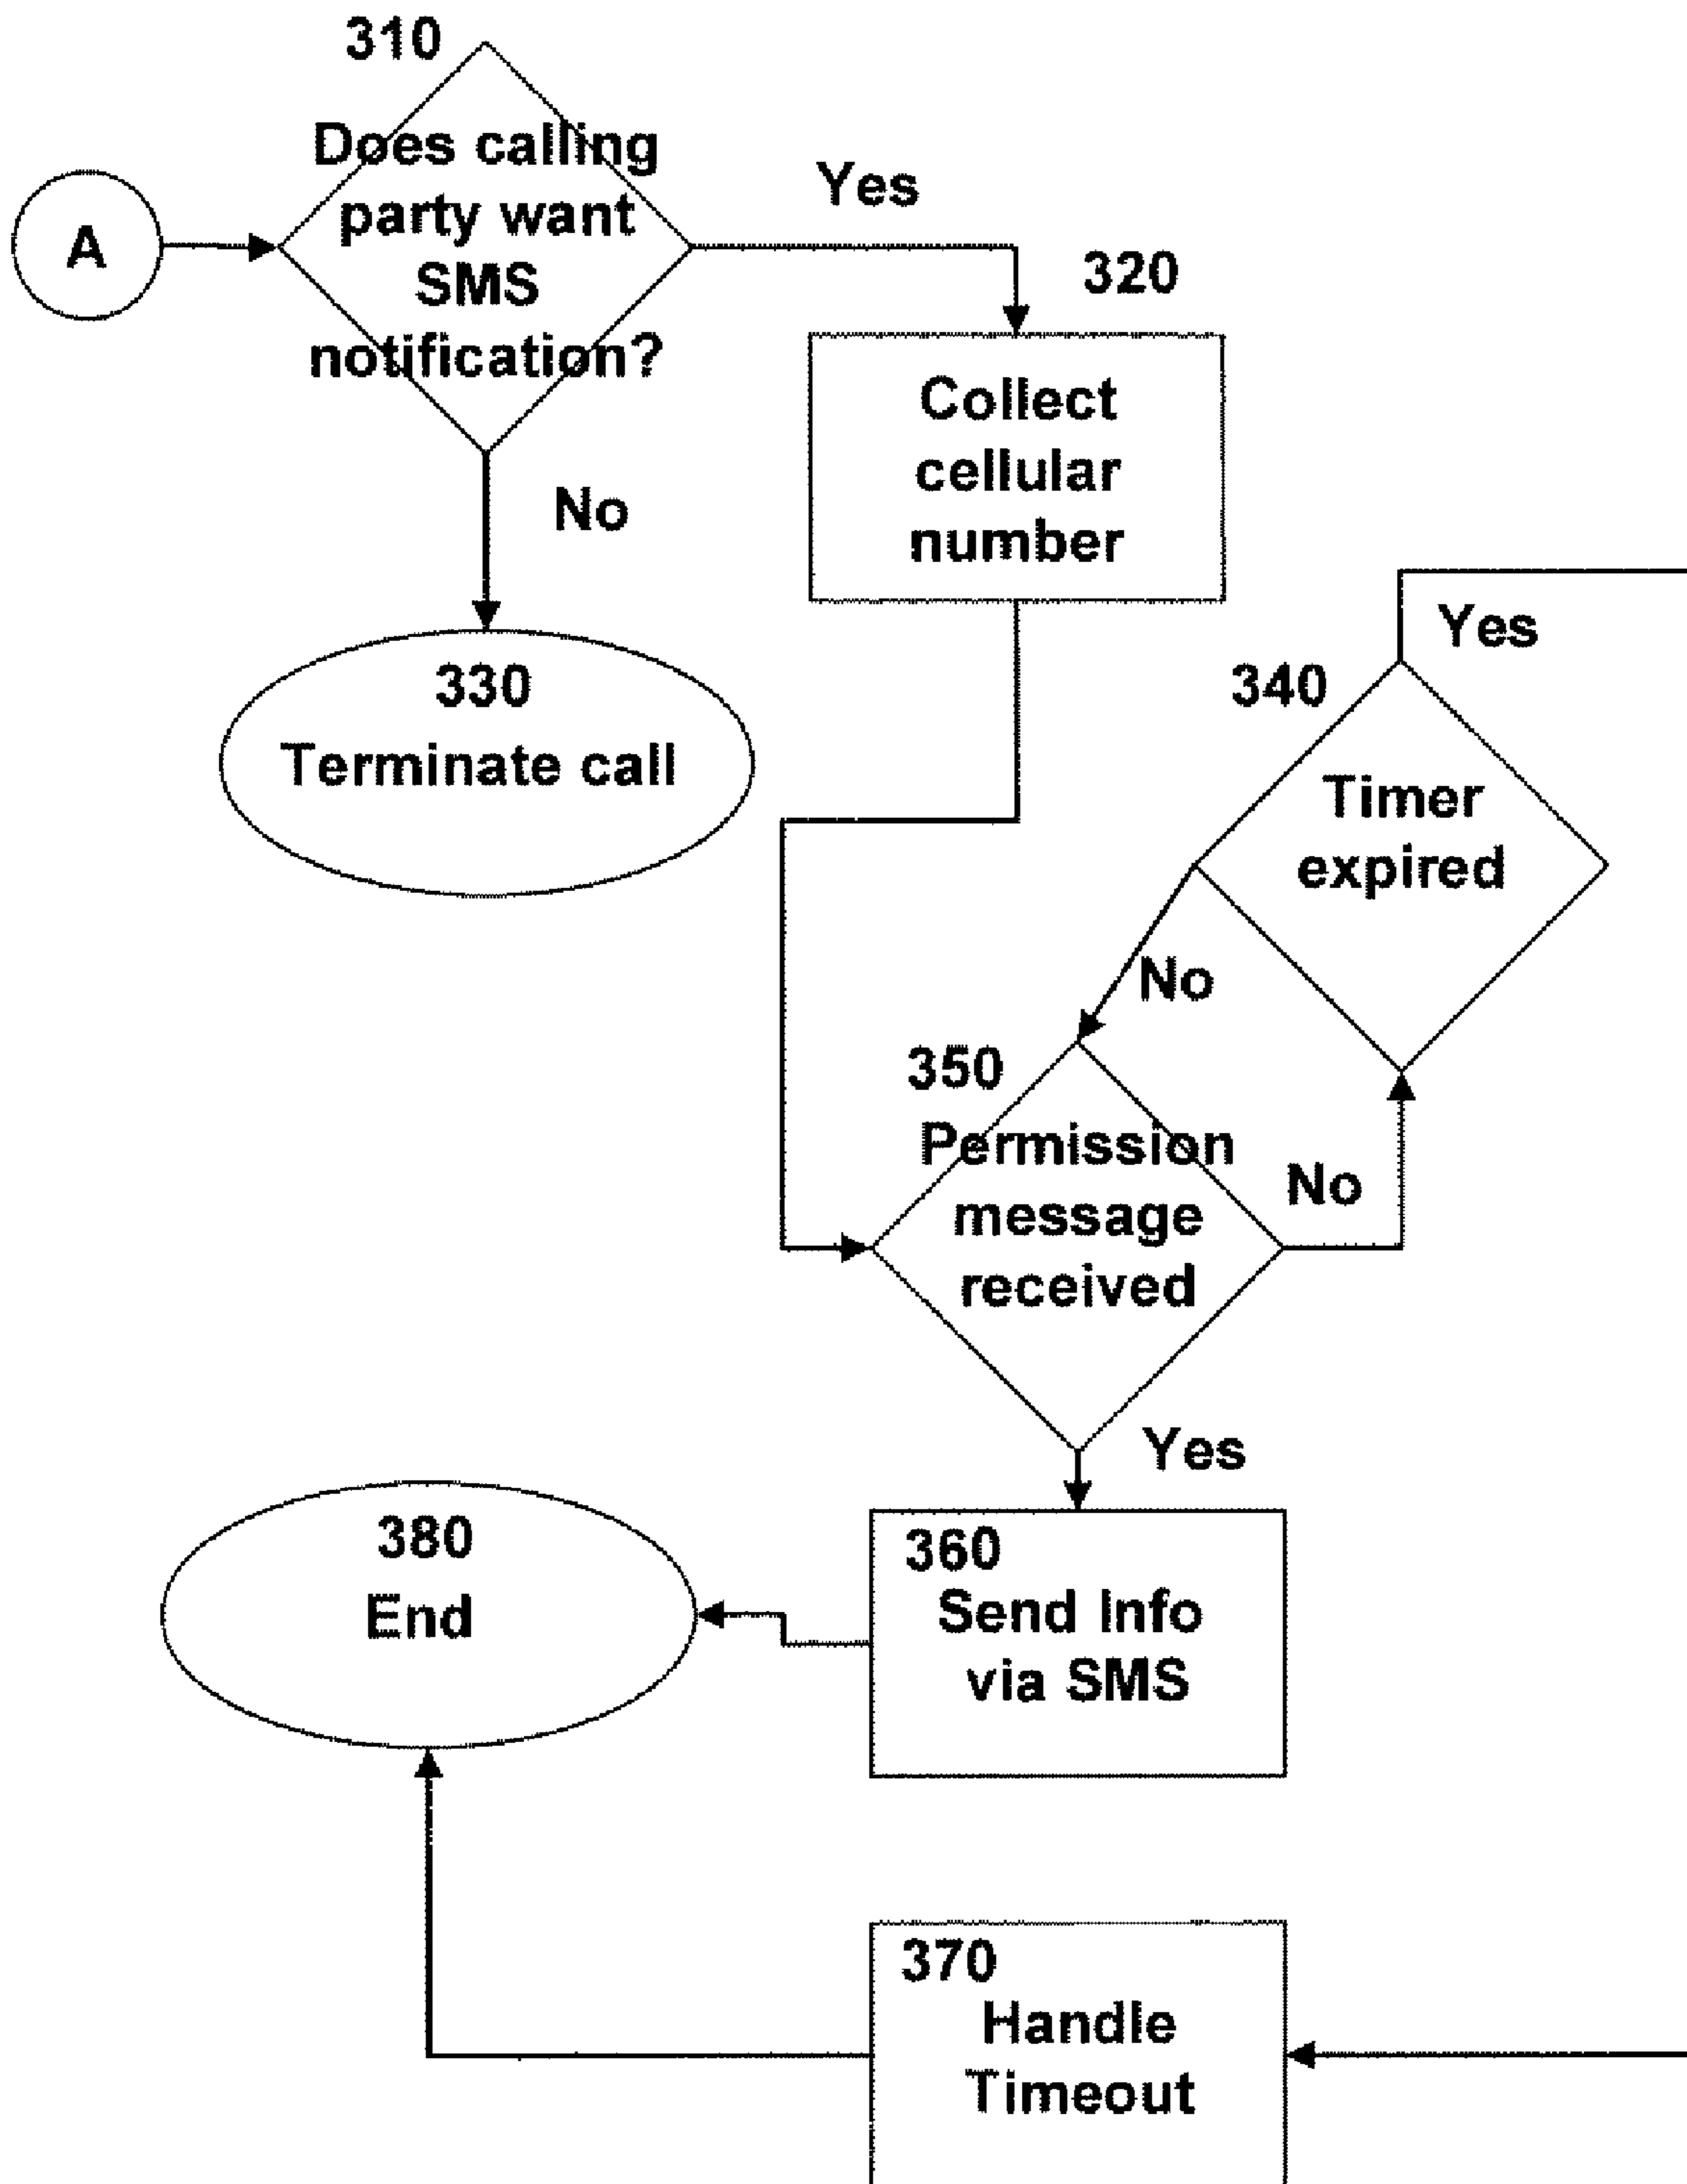 310
Does calling
party want
SMS
notification?
A
Yes
320
Collect
cellular
number
No
330
Terminate call
Yes
340
Timer
expired
No
350
Permission
message
received
No
Yes
380
End
360
Send Info
via SMS
370
Handle
Timeout